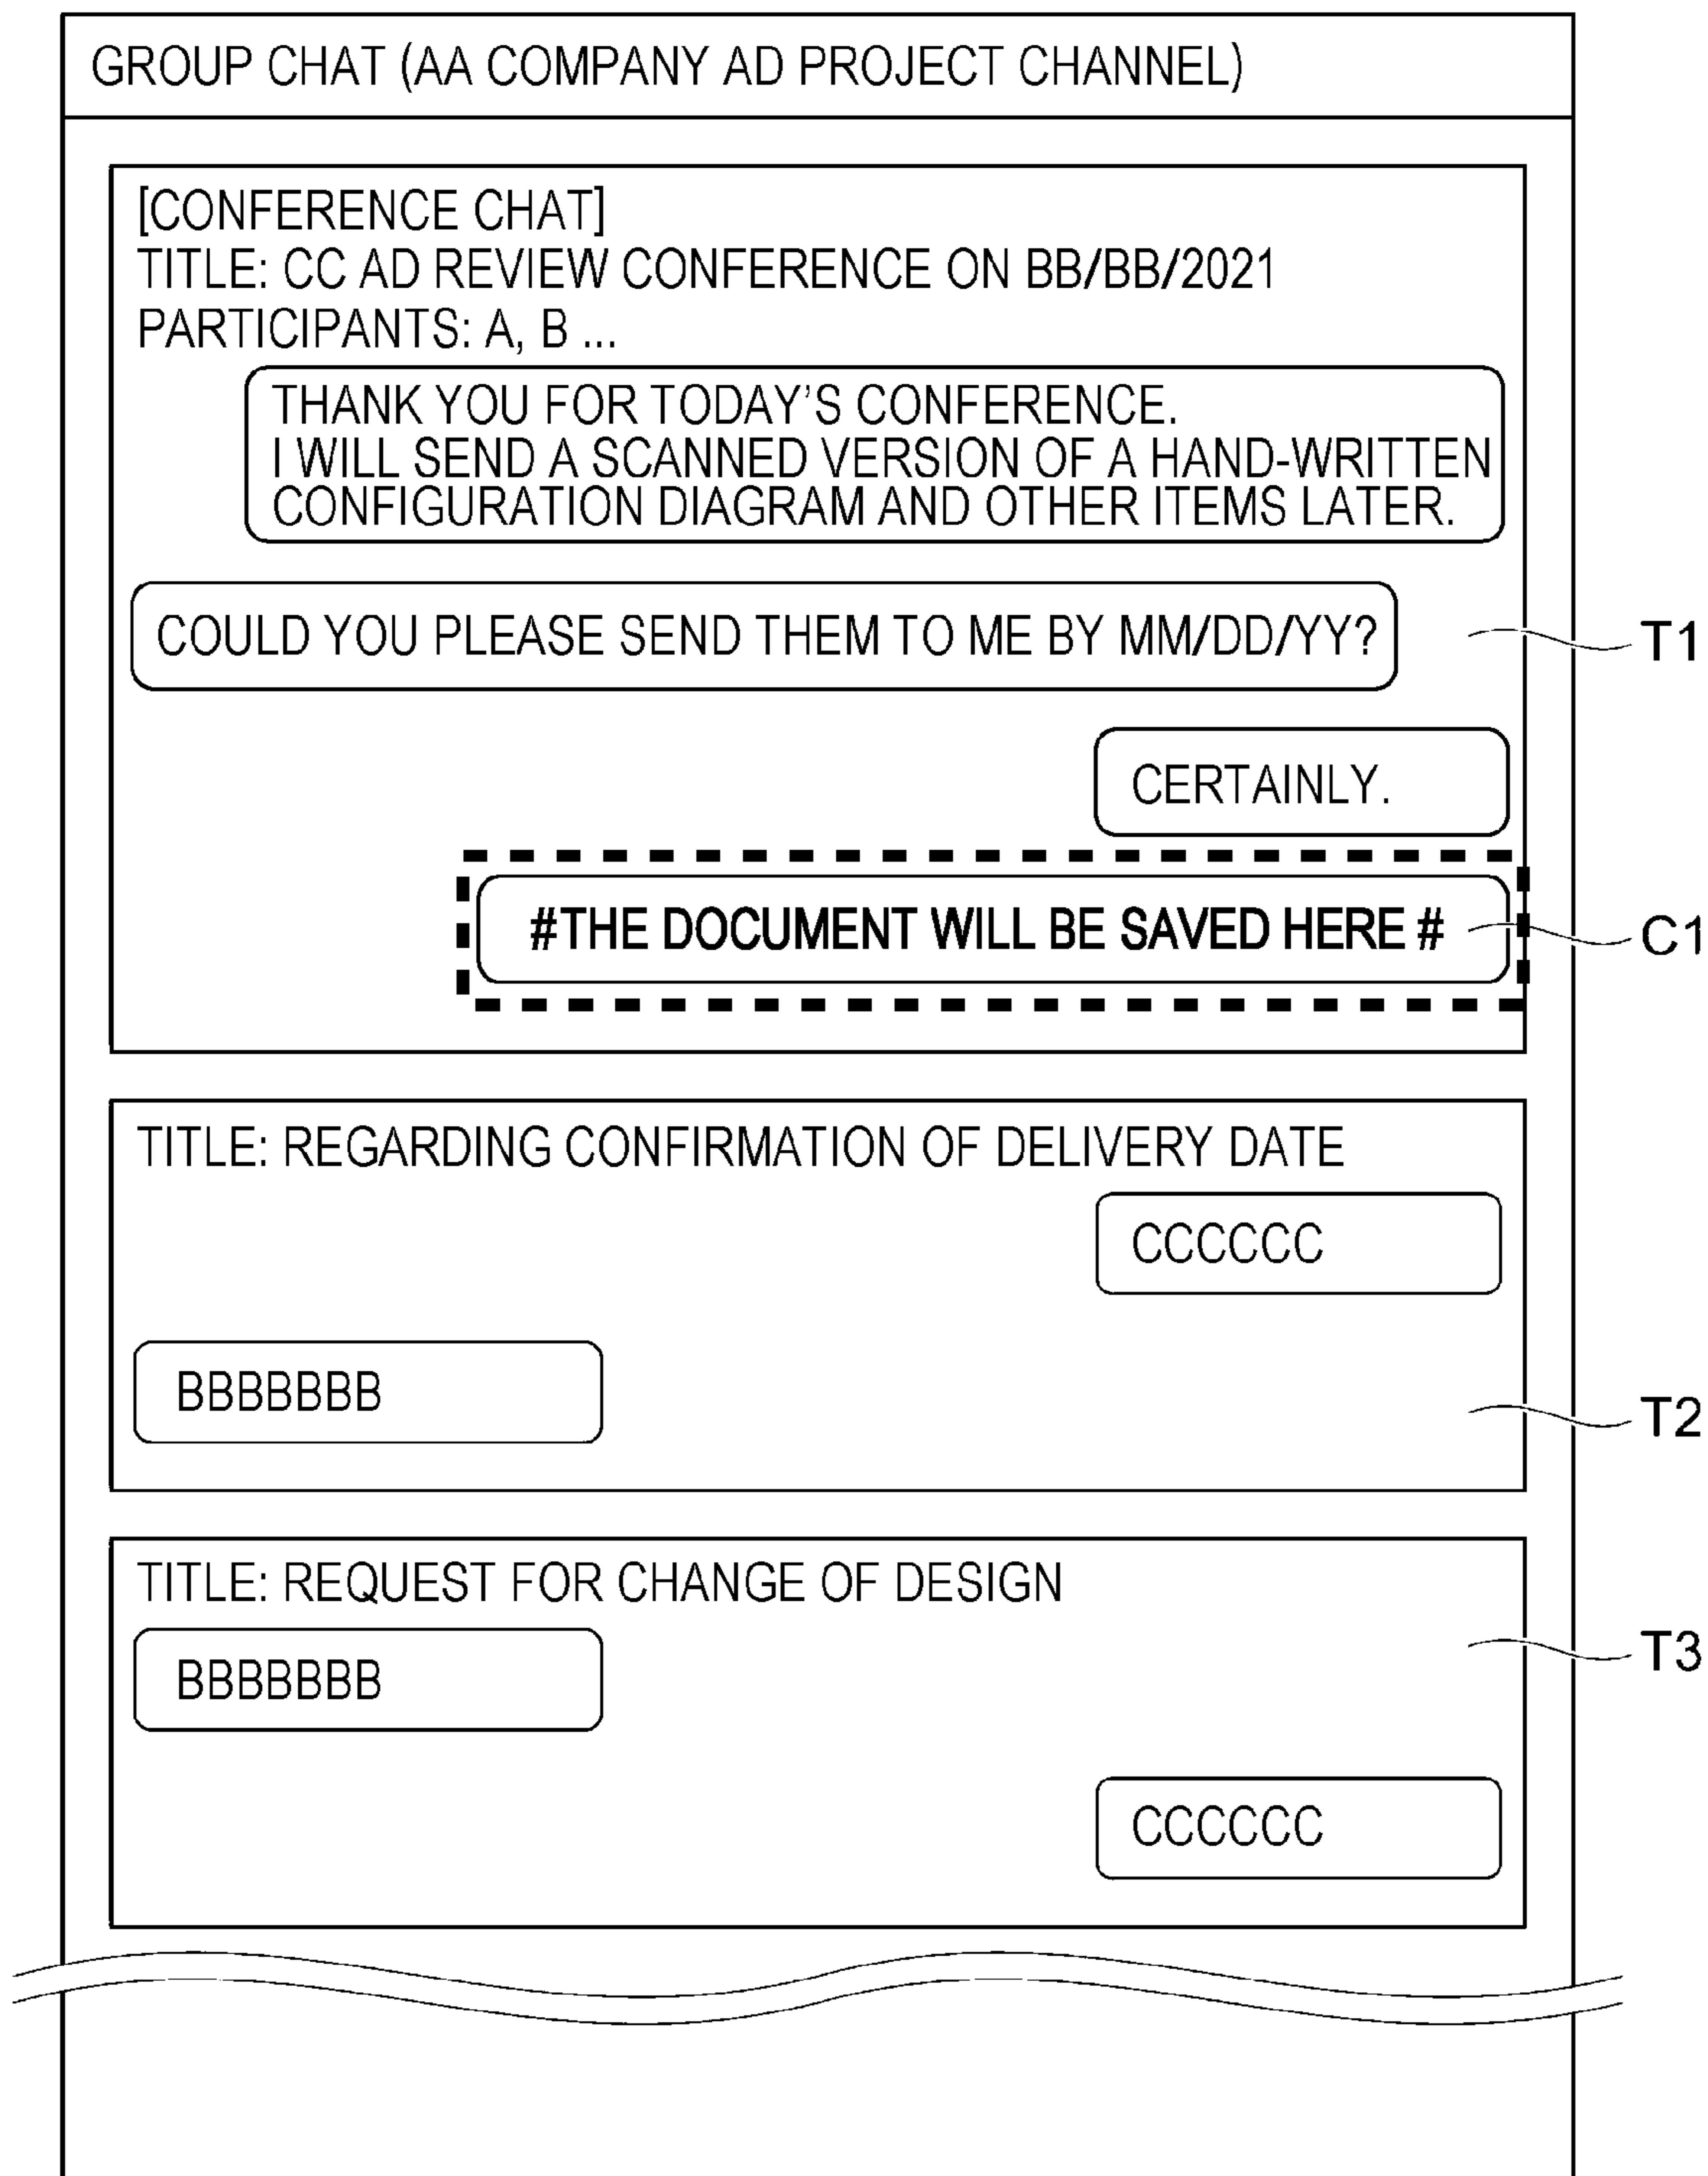 GROUP CHAT (AA COMPANY AD PROJECT CHANNEL)
[CONFERENCE CHAT]
TITLE: CC AD REVIEW CONFERENCE ON BB/BB/2021
PARTICIPANTS: A, B ...
THANK YOU FOR TODAY'S CONFERENCE.
I WILL SEND A SCANNED VERSION OF A HAND-WRITTEN
CONFIGURATION DIAGRAM AND OTHER ITEMS LATER.
COULD YOU PLEASE SEND THEM TO ME BY MM/DD/YY?
T1
CERTAINLY.
#THE DOCUMENT WILL BE SAVED HERE #
C1
TITLE: REGARDING CONFIRMATION OF DELIVERY DATE
CCCCCC
BBBBBBB
T2
TITLE: REQUEST FOR CHANGE OF DESIGN
T3
BBBBBBB
CCCCCC